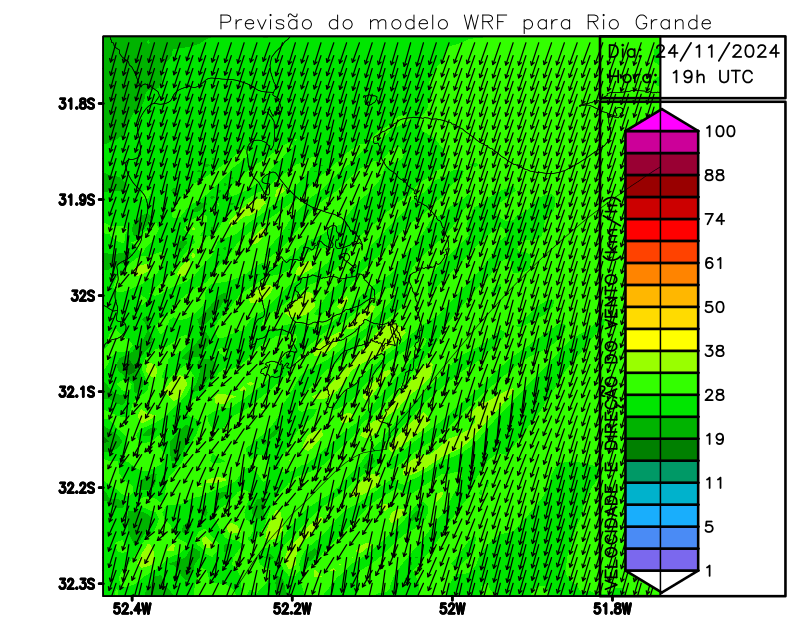 Previsão do modelo WRF para Rio Grande
Dia: 24/11/2024
Hora: 19h UTC
VELOCIDADE E DIREÇÃO DO VENTO (km/h)
100
88
74
61
50
38
28
19
11
5
1
31.8S
31.9S
32S
32.1S
32.2S
32.3S
52.4W
52.2W
52W
51.8W